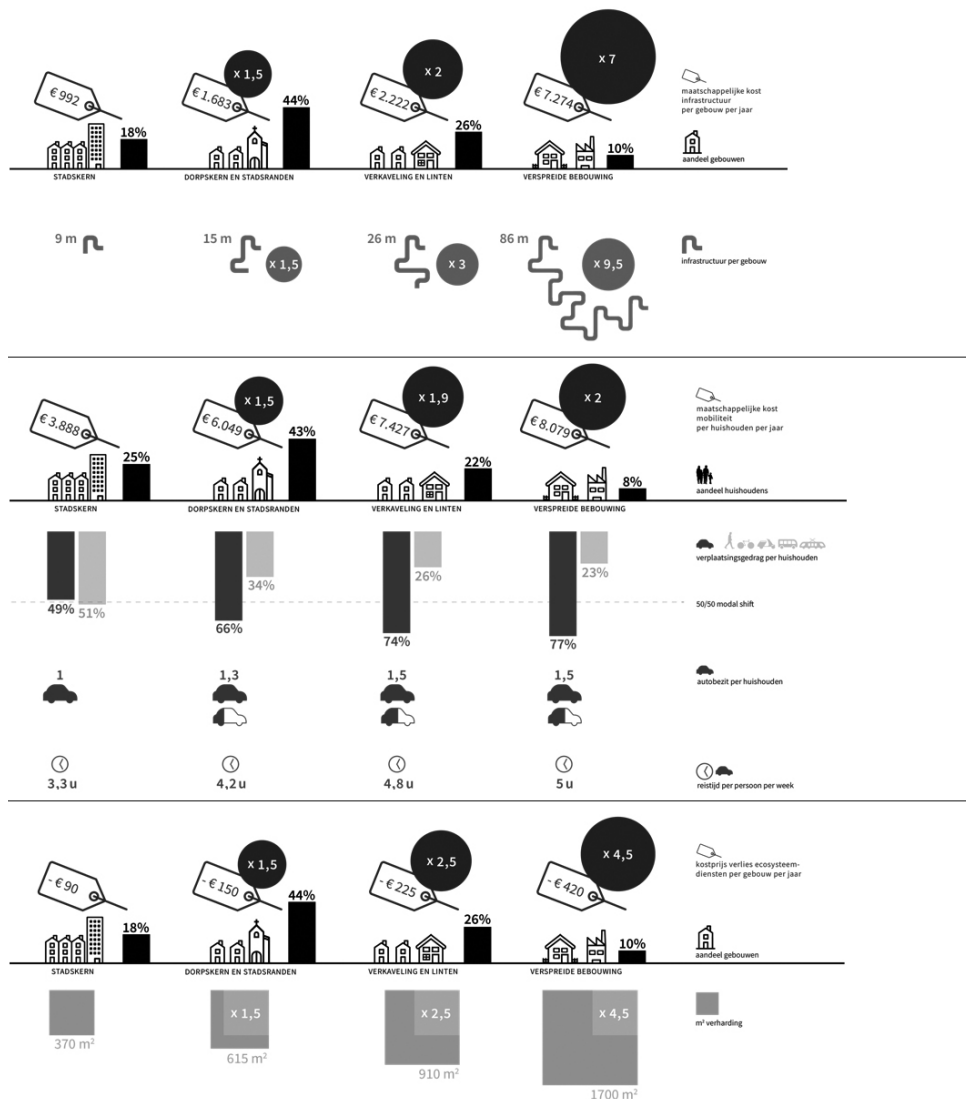 x 7
x 1,5
x 2
€ 992
€ 1.683
€ 2.222
€ 7.274
maatschappelijke kost
infrastructuur
per gebouw per jaar
44%
18%
26%
10%
aandeel gebouwen
STADSKERN
DORPSKERN EN STADSRANDEN
VERKAVELING EN LINTEN
VERSPREIDE BEBOUWING
9 m
15 m
26 m
86 m
x 1,5
x 3
x 9,5
infrastructuur per gebouw
x 1,5
x 1,9
x 2
€ 3.888
€ 6.049
€ 7.427
€ 8.079
maatschappelijke kost
mobiliteit
per huishouden per jaar
25%
43%
22%
8%
aandeel huishoudens
STADSKERN
DORPSKERN EN STADSRANDEN
VERKAVELING EN LINTEN
VERSPREIDE BEBOUWING
verplaatsingsgedrag per huishouden
34%
26%
23%
49%
51%
66%
74%
77%
50/50 modal shift
1
1,3
1,5
1,5
autobezit per huishouden
3,3 u
4,2 u
4,8 u
5 u
reistijd per persoon per week
x 1,5
x 2,5
x 4,5
- € 90
- € 150
- € 225
- € 420
kostprijs verlies ecosysteem-
diensten per gebouw per jaar
18%
44%
26%
10%
aandeel gebouwen
STADSKERN
DORPSKERN EN STADSRANDEN
VERKAVELING EN LINTEN
VERSPREIDE BEBOUWING
x 1,5
x 2,5
x 4,5
m² verharding
370 m²
615 m²
910 m²
1700 m²